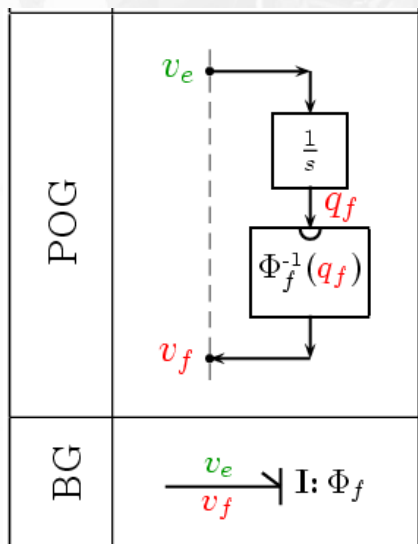 POG
v_e
1/s
q_f
Φ_f^-1(q_f)
v_f
BG
v_e
v_f
I: Φ_f